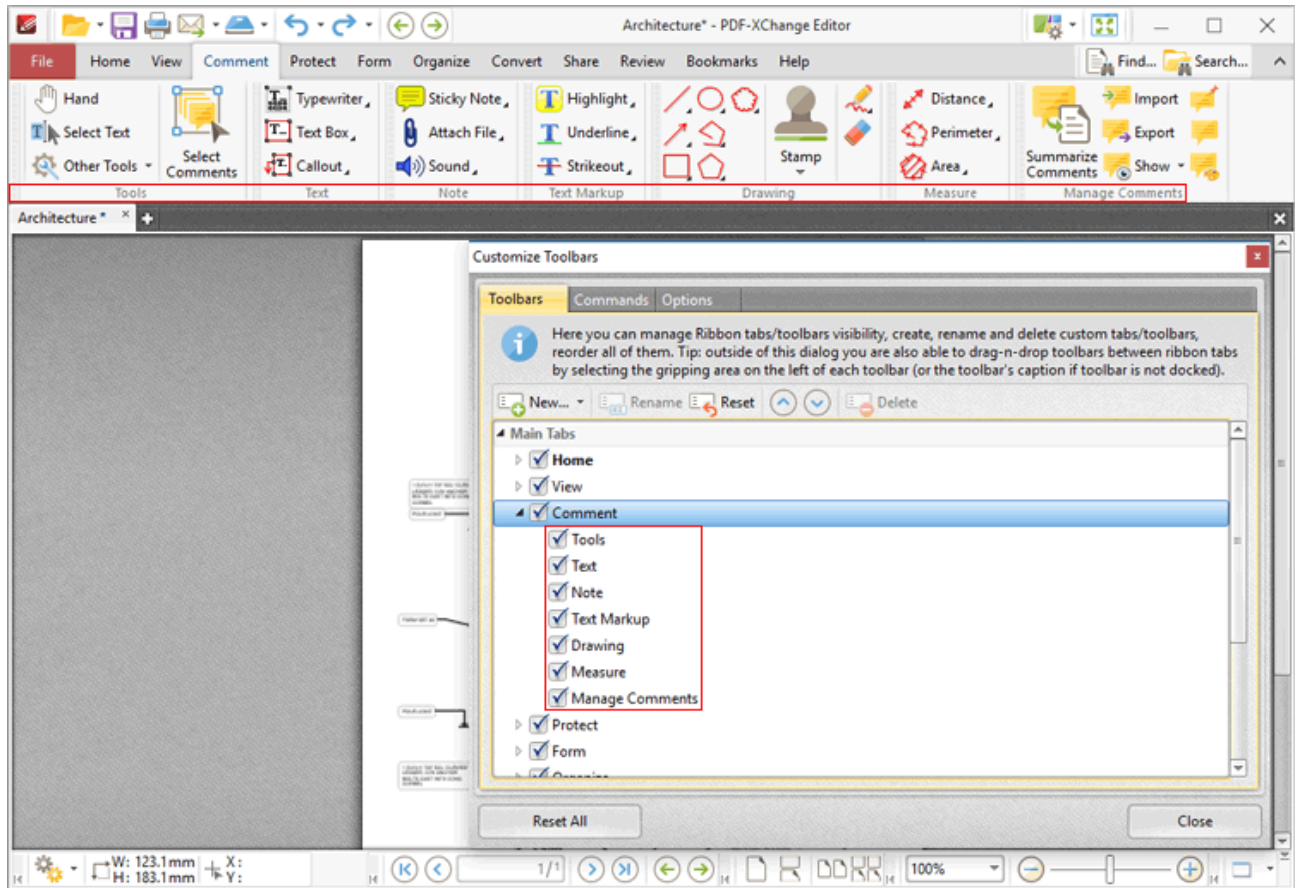 Architecture* - PDF-XChange Editor
File Home View Comment Protect Form Organize Convert Share Review Bookmarks Help Find... Search...
Hand Typewriter Sticky Note Highlight Distance Import
Select Text Text Box Attach File Underline Perimeter Export
Other Tools Select Comments Callout Sound Strikeout Stamp Area Summarize Comments Show
Tools Text Note Text Markup Drawing Measure Manage Comments
Architecture *
Customize Toolbars
Toolbars Commands Options
Here you can manage Ribbon tabs/toolbars visibility, create, rename and delete custom tabs/toolbars,
reorder all of them. Tip: outside of this dialog you are also able to drag-n-drop toolbars between ribbon tabs
by selecting the gripping area on the left of each toolbar (or the toolbar's caption if toolbar is not docked).
New... Rename Reset Delete
Main Tabs
Home
View
Comment
Tools
Text
Note
Text Markup
Drawing
Measure
Manage Comments
Protect
Form
Organize
Reset All Close
W: 123.1mm X:
H: 183.1mm Y:
1/1 100%